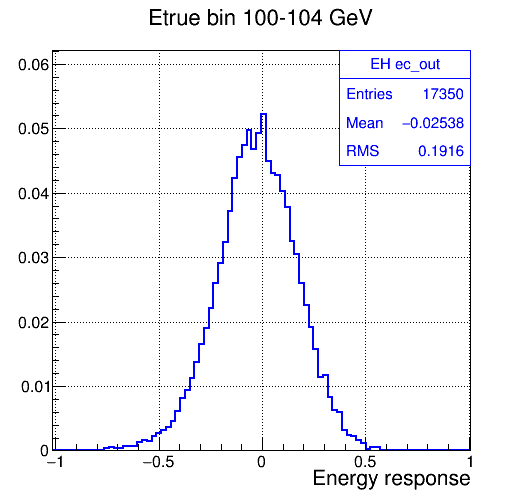 Etrue bin 100-104 GeV
EH ec_out
Entries 17350
Mean −0.02538
RMS 0.1916
0.06
0.05
0.04
0.03
0.02
0.01
0
−1 −0.5 0 0.5 1
Energy response